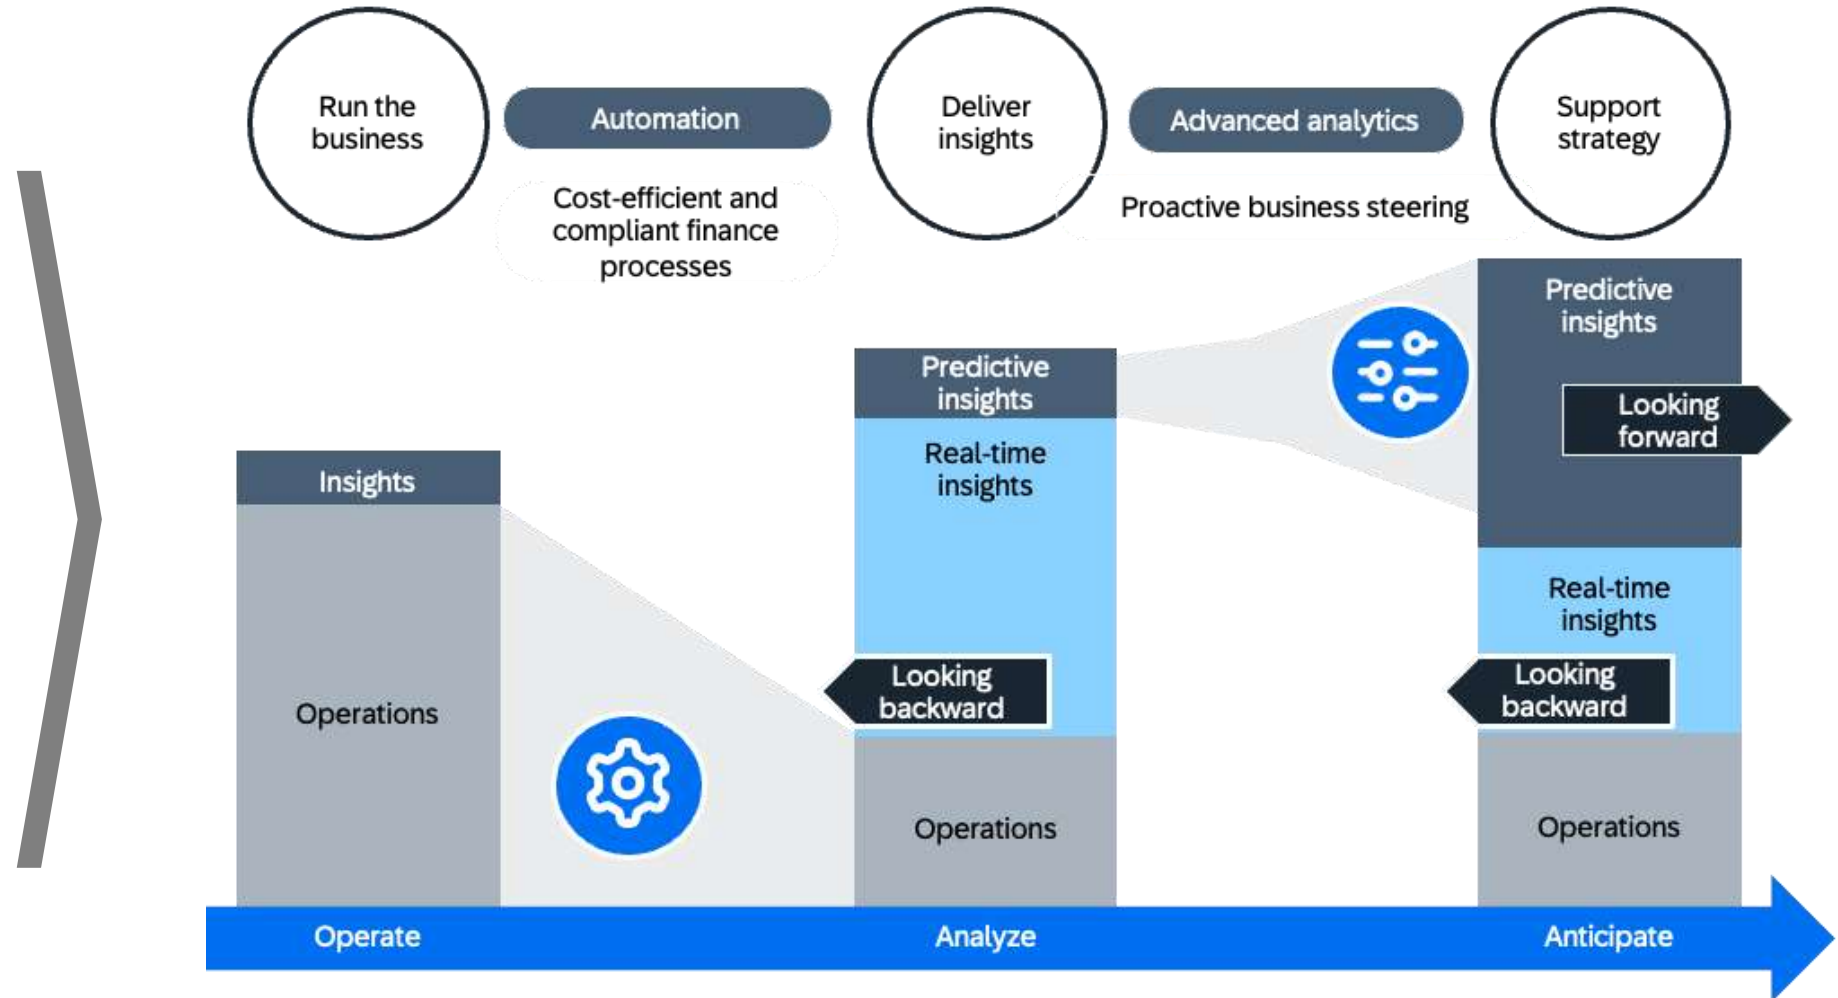 Run the
business
Automation
Cost-efficient and
compliant finance
processes
Deliver
insights
Advanced analytics
Proactive business steering
Support
strategy
Insights
Operations
Predictive
insights
Real-time
insights
Looking
backward
Operations
Predictive
insights
Looking
forward
Real-time
insights
Looking
backward
Operations
Operate
Analyze
Anticipate